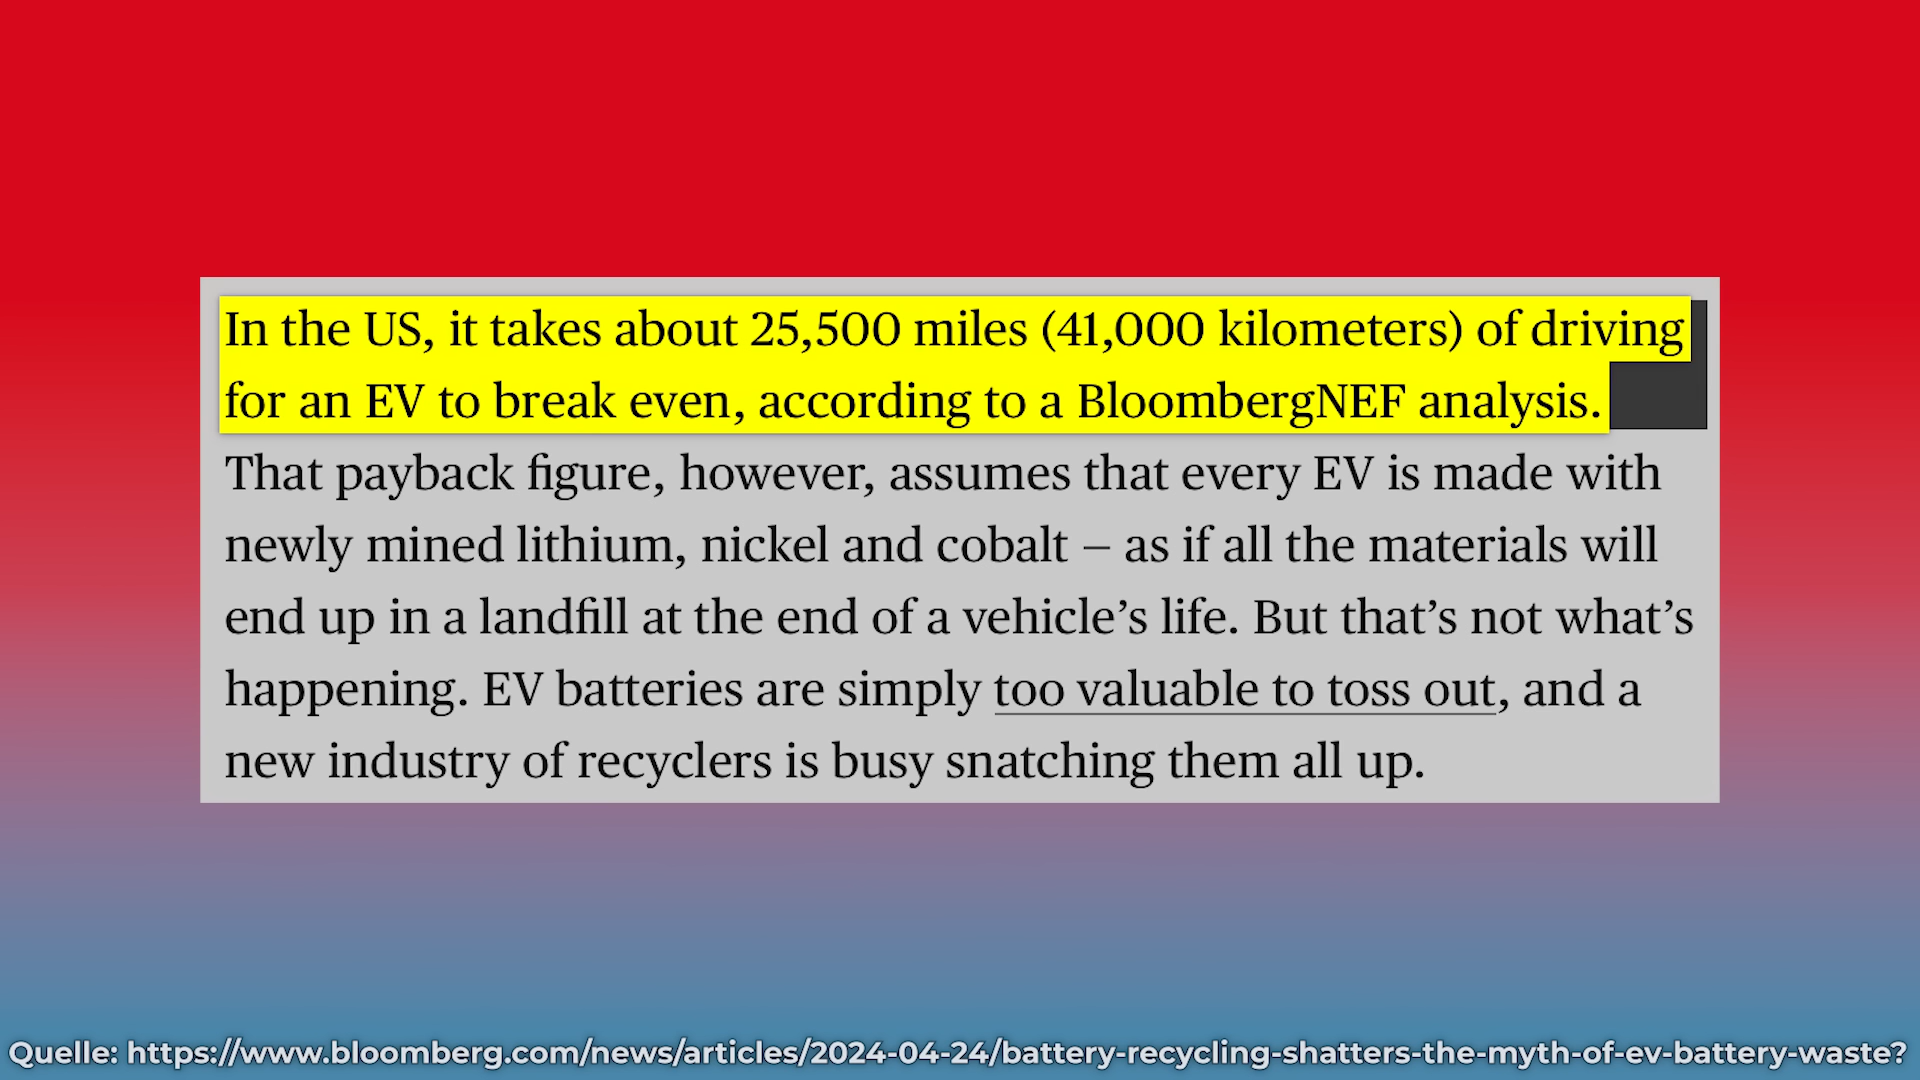 In the US, it takes about 25,500 miles (41,000 kilometers) of driving
for an EV to break even, according to a BloombergNEF analysis.
That payback figure, however, assumes that every EV is made with
newly mined lithium, nickel and cobalt – as if all the materials will
end up in a landfill at the end of a vehicle’s life. But that’s not what’s
happening. EV batteries are simply too valuable to toss out, and a
new industry of recyclers is busy snatching them all up.
Quelle: https://www.bloomberg.com/news/articles/2024-04-24/battery-recycling-shatters-the-myth-of-ev-battery-waste?